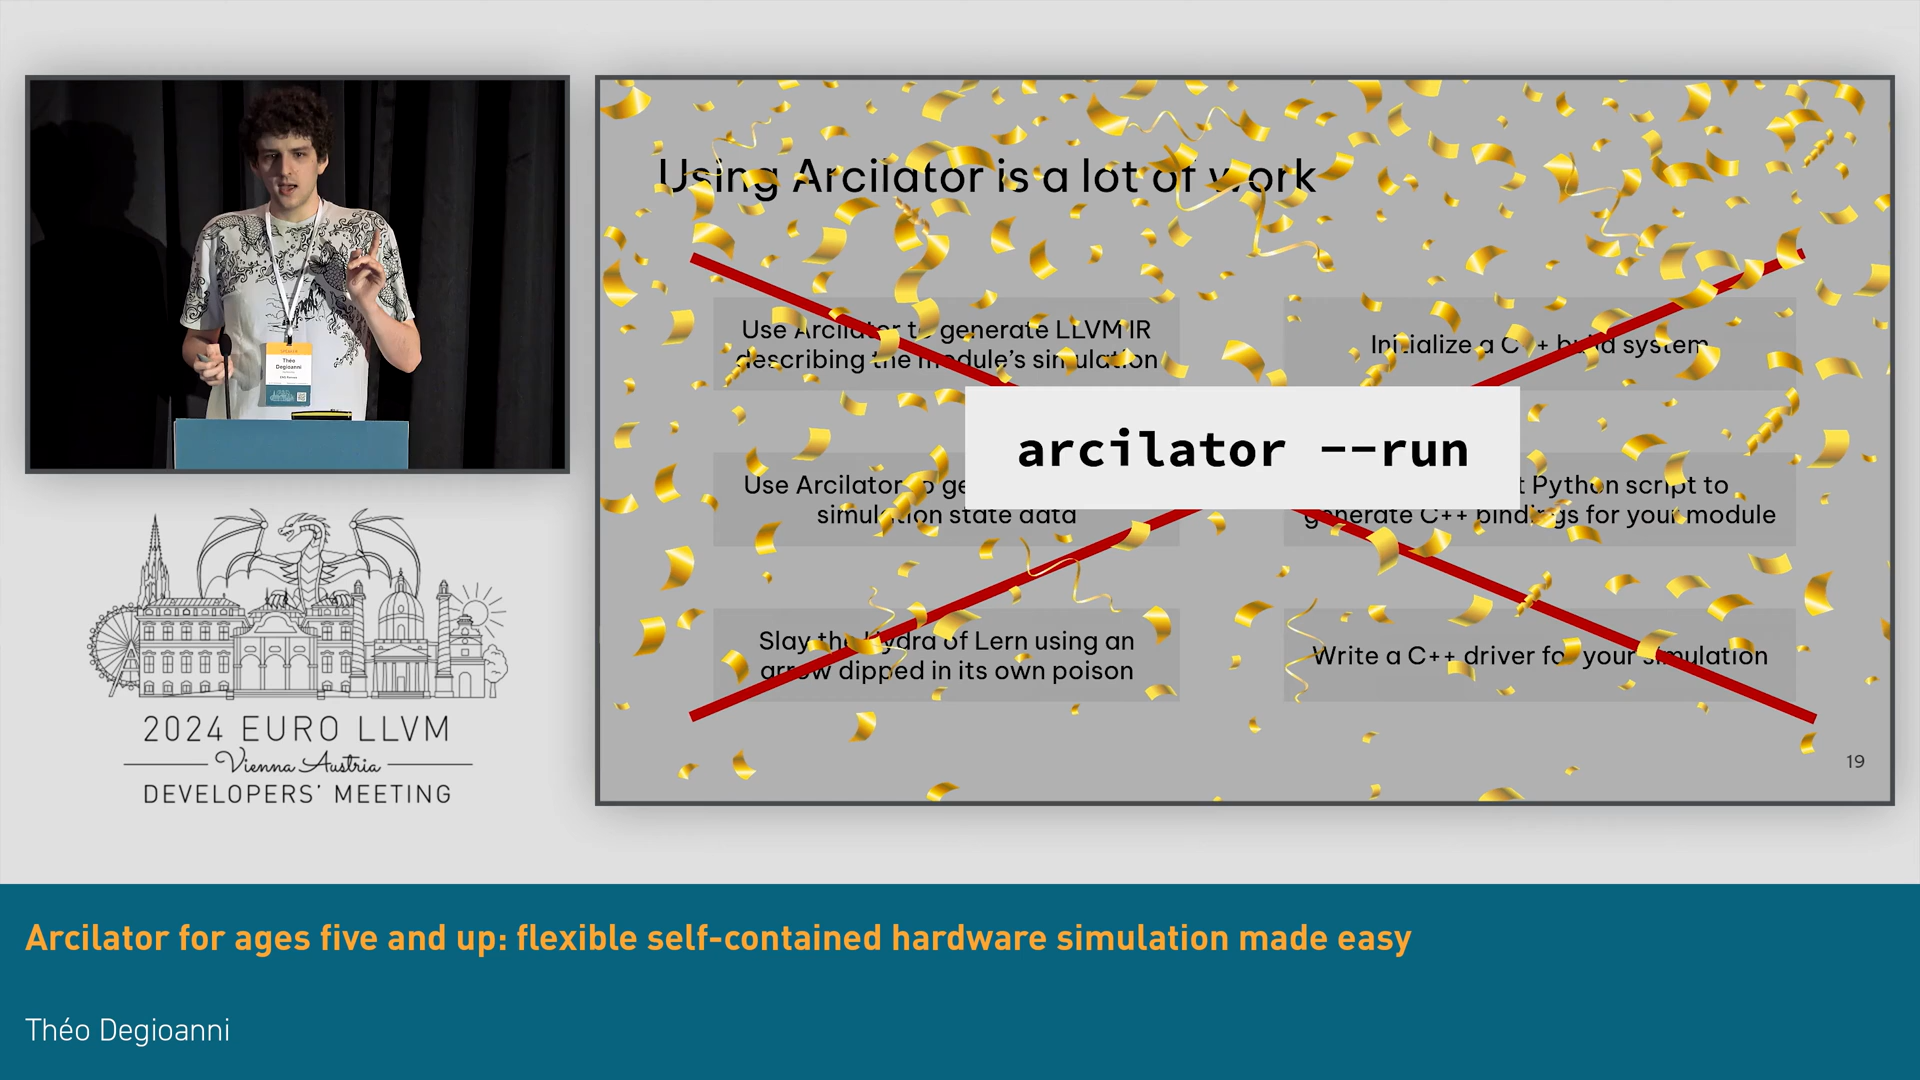 Using Arcilator is a lot of work
Use Arcilator to generate LLVM IR
describing the module's simulation
Initialize a C++ build system
arcilator --run
Use Arcilator to ge
simulation state data
t Python script to
generate C++ bindings for your module
Slay the Hydra of Lern using an
arrow dipped in its own poison
Write a C++ driver for your simulation
19
SPEAKER
Théo
Degioanni
2024 EURO LLVM
Vienna Austria
DEVELOPERS' MEETING
Arcilator for ages five and up: flexible self-contained hardware simulation made easy
Théo Degioanni